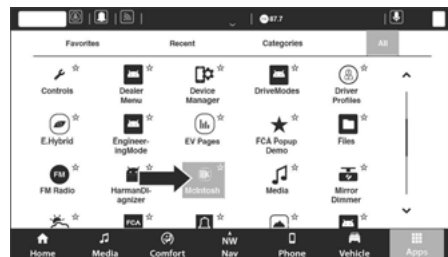 87.7
Favorites Recent Categories All
Controls Dealer Menu Device Manager DriveModes Driver Profiles
E.Hybrid Engineer-ingMode EV Pages FCA Popup Demo Files
FM
FM Radio HarmanDi-agnizer McIntosh Media Mirror Dimmer
FCA
NW
Home Media Comfort Nav Phone Vehicle Apps